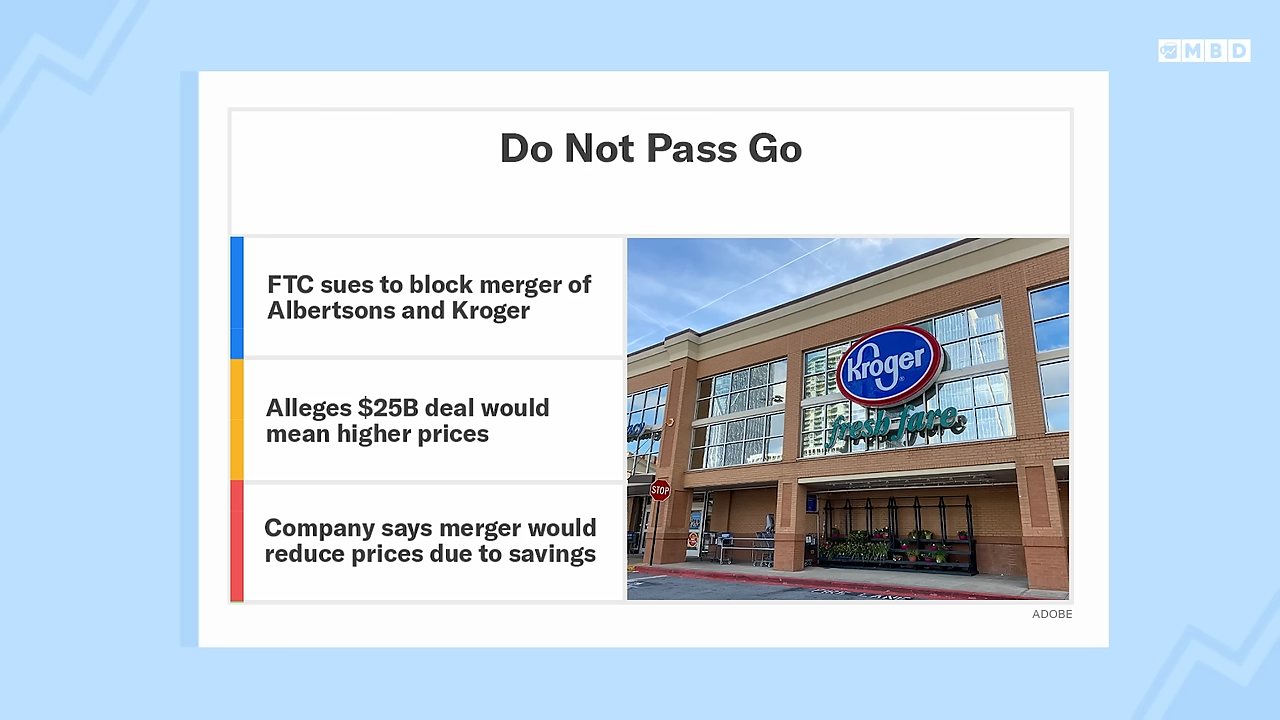 MBD
Do Not Pass Go
FTC sues to block merger of
Albertsons and Kroger
Alleges $25B deal would
mean higher prices
Company says merger would
reduce prices due to savings
Kroger
fresh fare
STOP
ADOBE